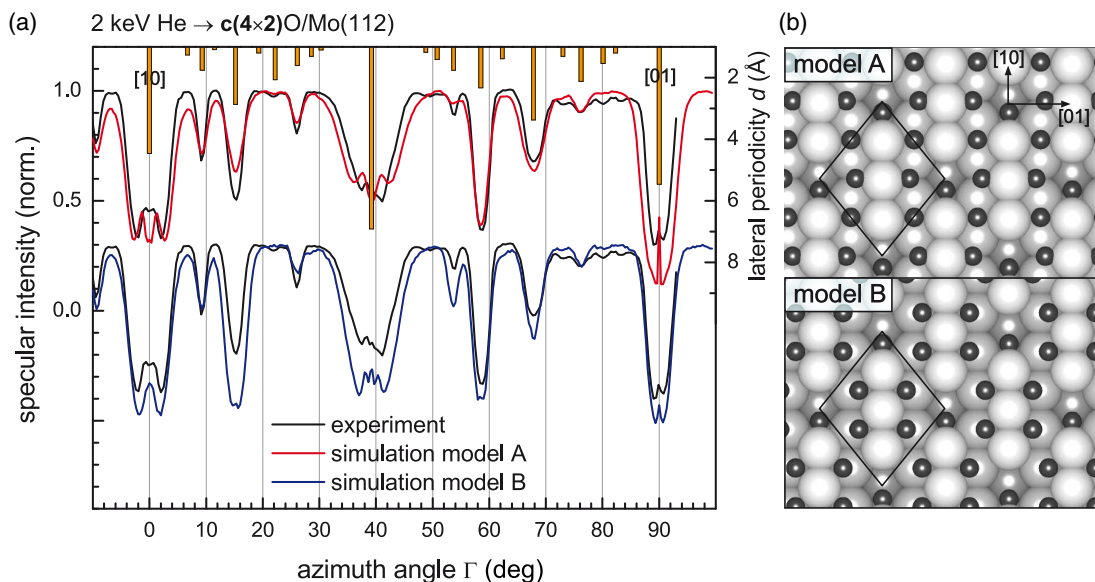 (a)
2 keV He → c(4×2)O/Mo(112)
[10]
[01]
1.0
0.5
0.0
specular intensity (norm.)
2
4
6
8
lateral periodicity d (Å)
experiment
simulation model A
simulation model B
0
10
20
30
40
50
60
70
80
90
azimuth angle Γ (deg)
(b)
model A
[10]
[01]
model B